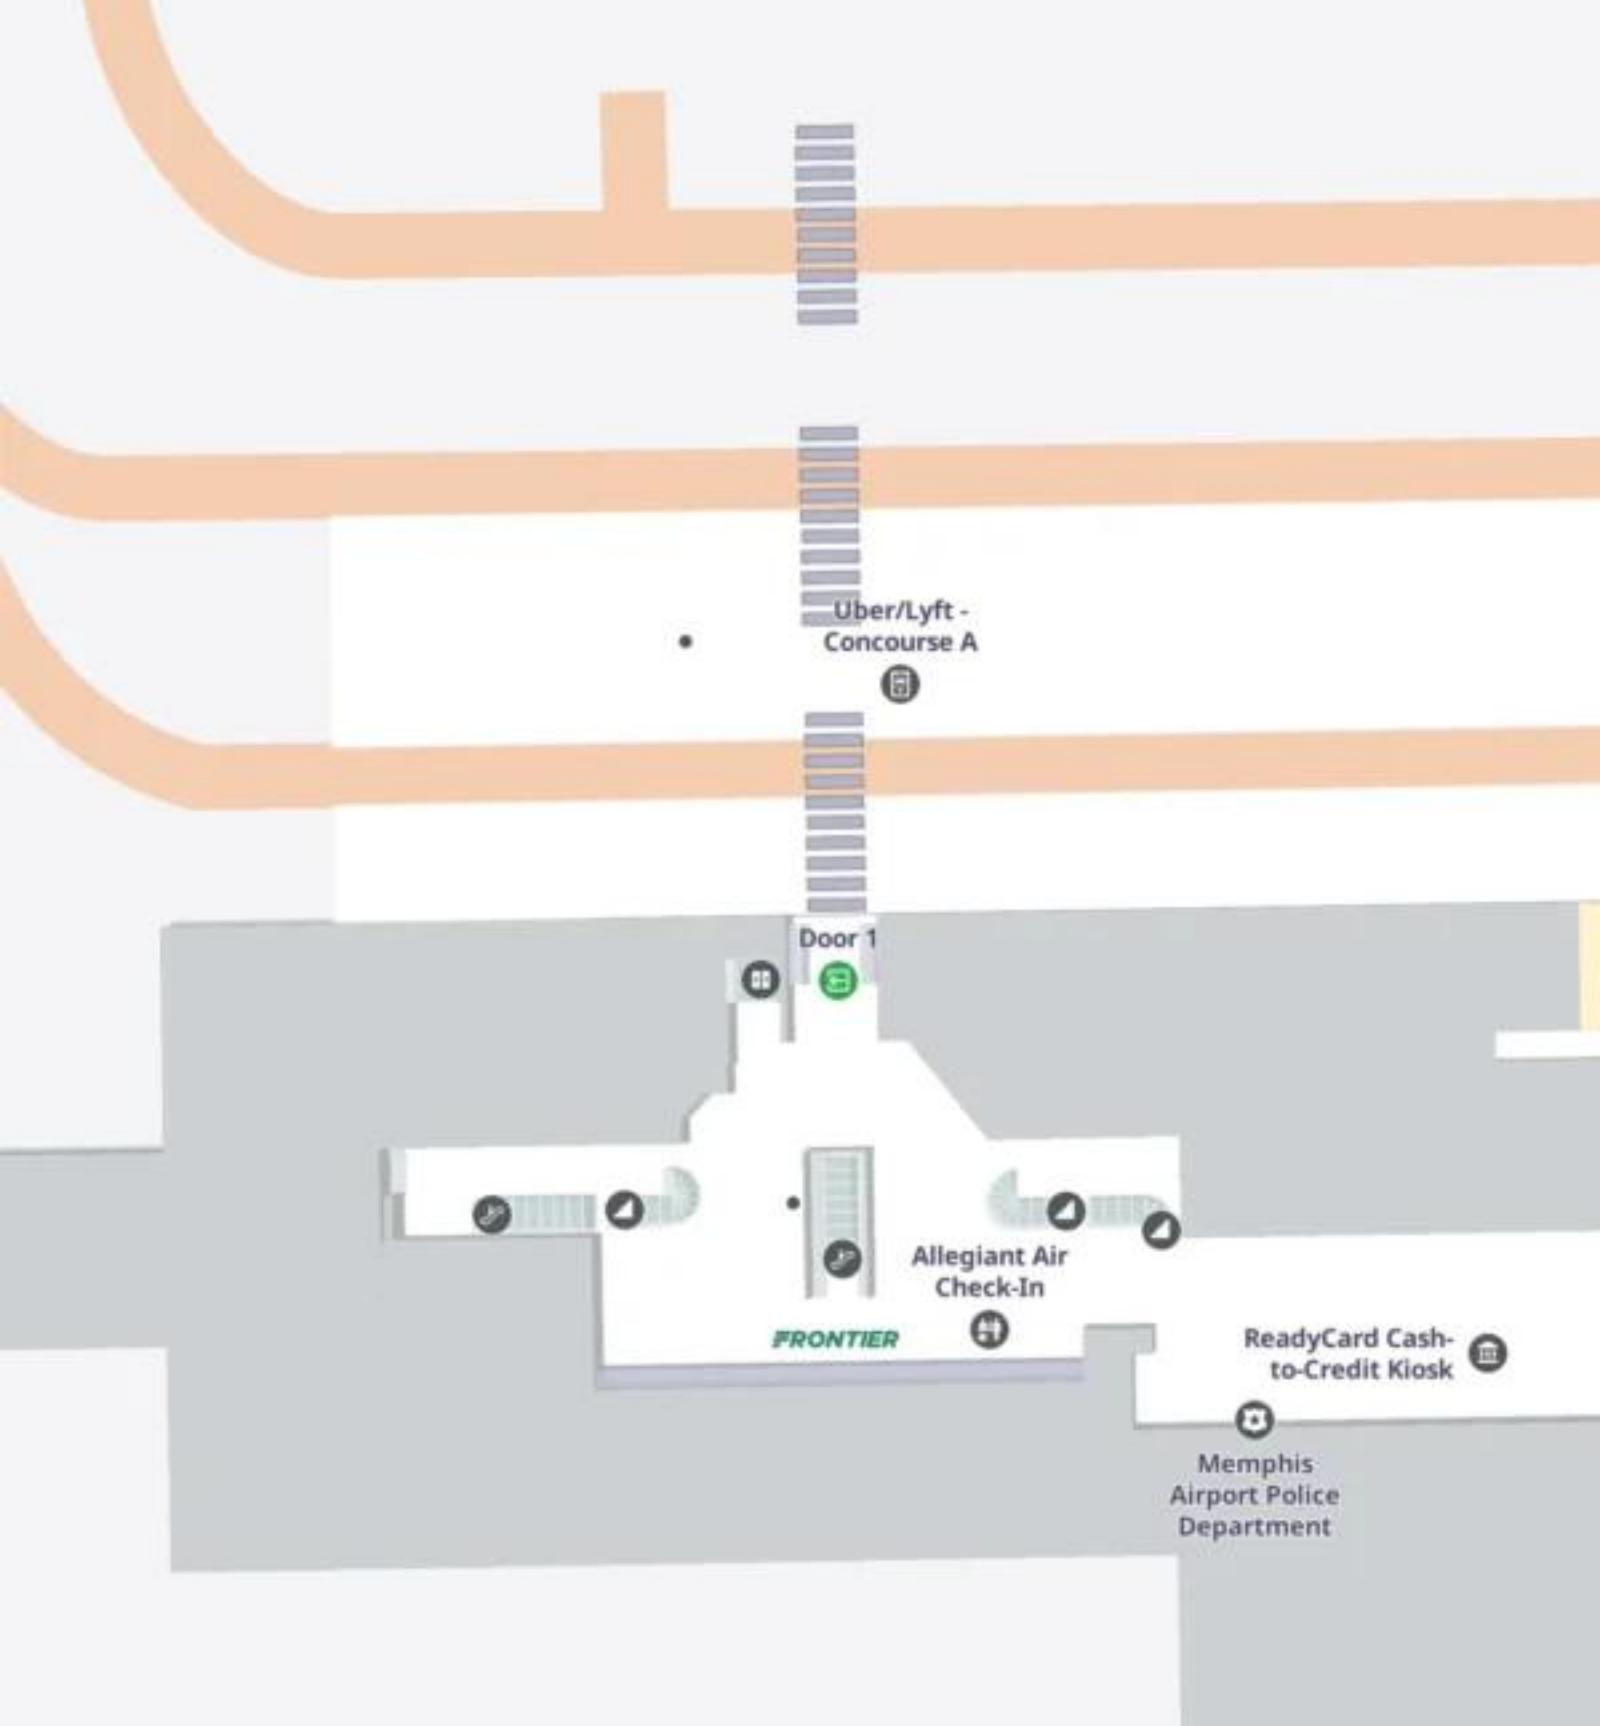 Uber/Lyft -
Concourse A
Door 1
Allegiant Air
Check-In
FRONTIER
ReadyCard Cash-
to-Credit Kiosk
Memphis
Airport Police
Department